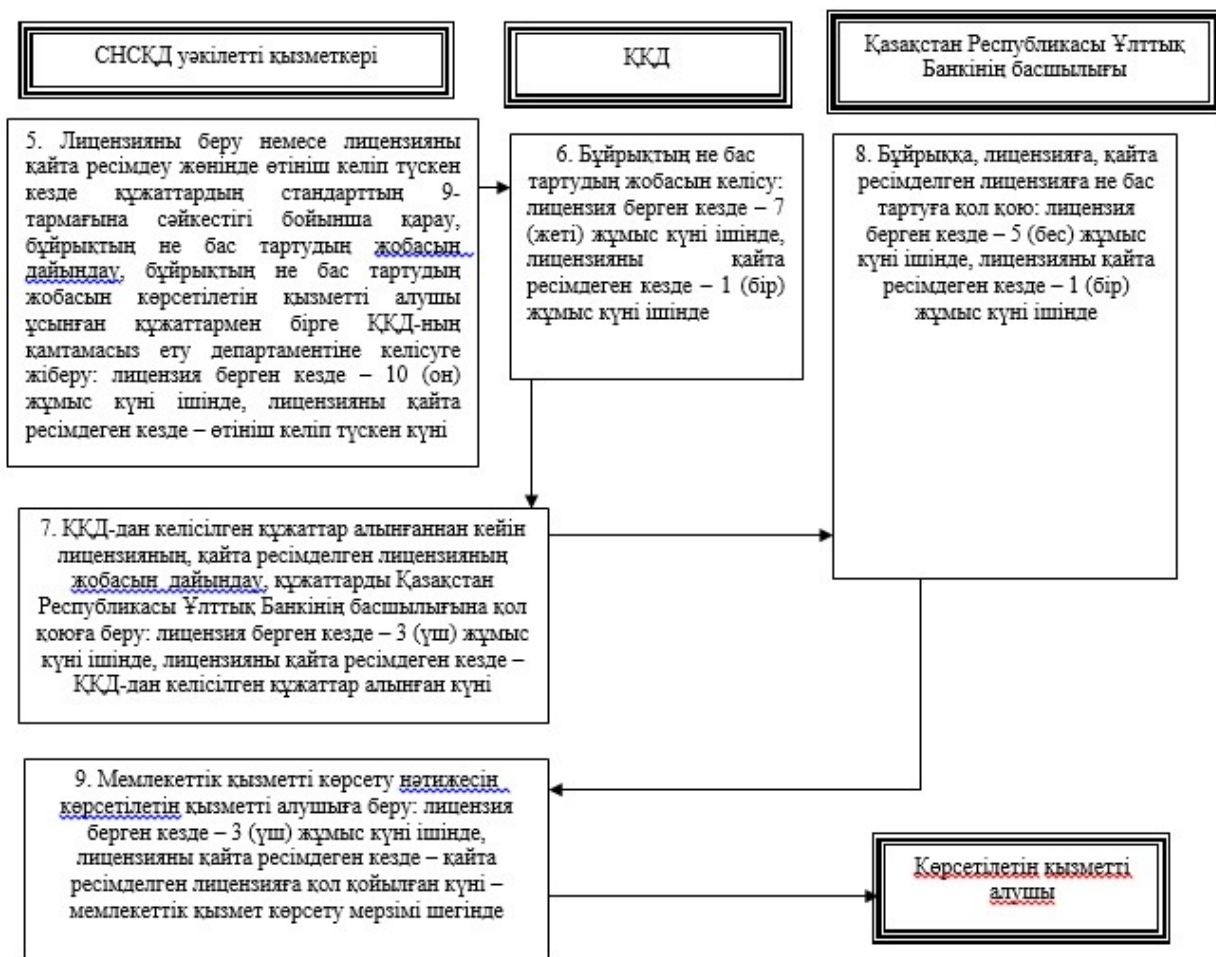 СНСҚД уәкілетті қызметкері
ҚҚД
Қазақстан Республикасы Ұлттық
Банкінің басшылығы
5. Лицензияны беру немесе лицензияны
қайта ресімдеу жөнінде өтініш келіп түскен
кезде құжаттардың стандарттың 9-
тармағына сәйкестігі бойынша қарау,
бұйрықтың не бас тартудың жобасын
дайындау, бұйрықтың не бас тартудың
жобасын көрсетілетін қызметті алушы
ұсынған құжаттармен бірге ҚҚД-ның
қамтамасыз ету департаментіне келісуге
жіберу: лицензия берген кезде – 10 (он)
жұмыс күні ішінде, лицензияны қайта
ресімдеген кезде – өтініш келіп түскен күні
6. Бұйрықтың не бас
тартудың жобасын келісу:
лицензия берген кезде – 7
(жеті) жұмыс күні ішінде,
лицензияны қайта
ресімдеген кезде – 1 (бір)
жұмыс күні ішінде
8. Бұйрыққа, лицензияға, қайта
ресімделген лицензияға не бас
тартуға қол қою: лицензия
берген кезде – 5 (бес) жұмыс
күні ішінде, лицензияны қайта
ресімдеген кезде – 1 (бір)
жұмыс күні ішінде
7. ҚҚД-дан келісілген құжаттар алынғаннан кейін
лицензияның, қайта ресімделген лицензияның
жобасын дайындау, құжаттарды Қазақстан
Республикасы Ұлттық Банкінің басшылығына қол
қоюға беру: лицензия берген кезде – 3 (үш) жұмыс
күні ішінде, лицензияны қайта ресімдеген кезде –
ҚҚД-дан келісілген құжаттар алынған күні
9. Мемлекеттік қызметті көрсету нәтижесін
көрсетілетін қызметті алушыға беру: лицензия
берген кезде – 3 (үш) жұмыс күні ішінде,
лицензияны қайта ресімдеген кезде – қайта
ресімделген лицензияға қол қойылған күні –
мемлекеттік қызмет көрсету мерзімі шегінде
Көрсетілетін қызметті
алушы